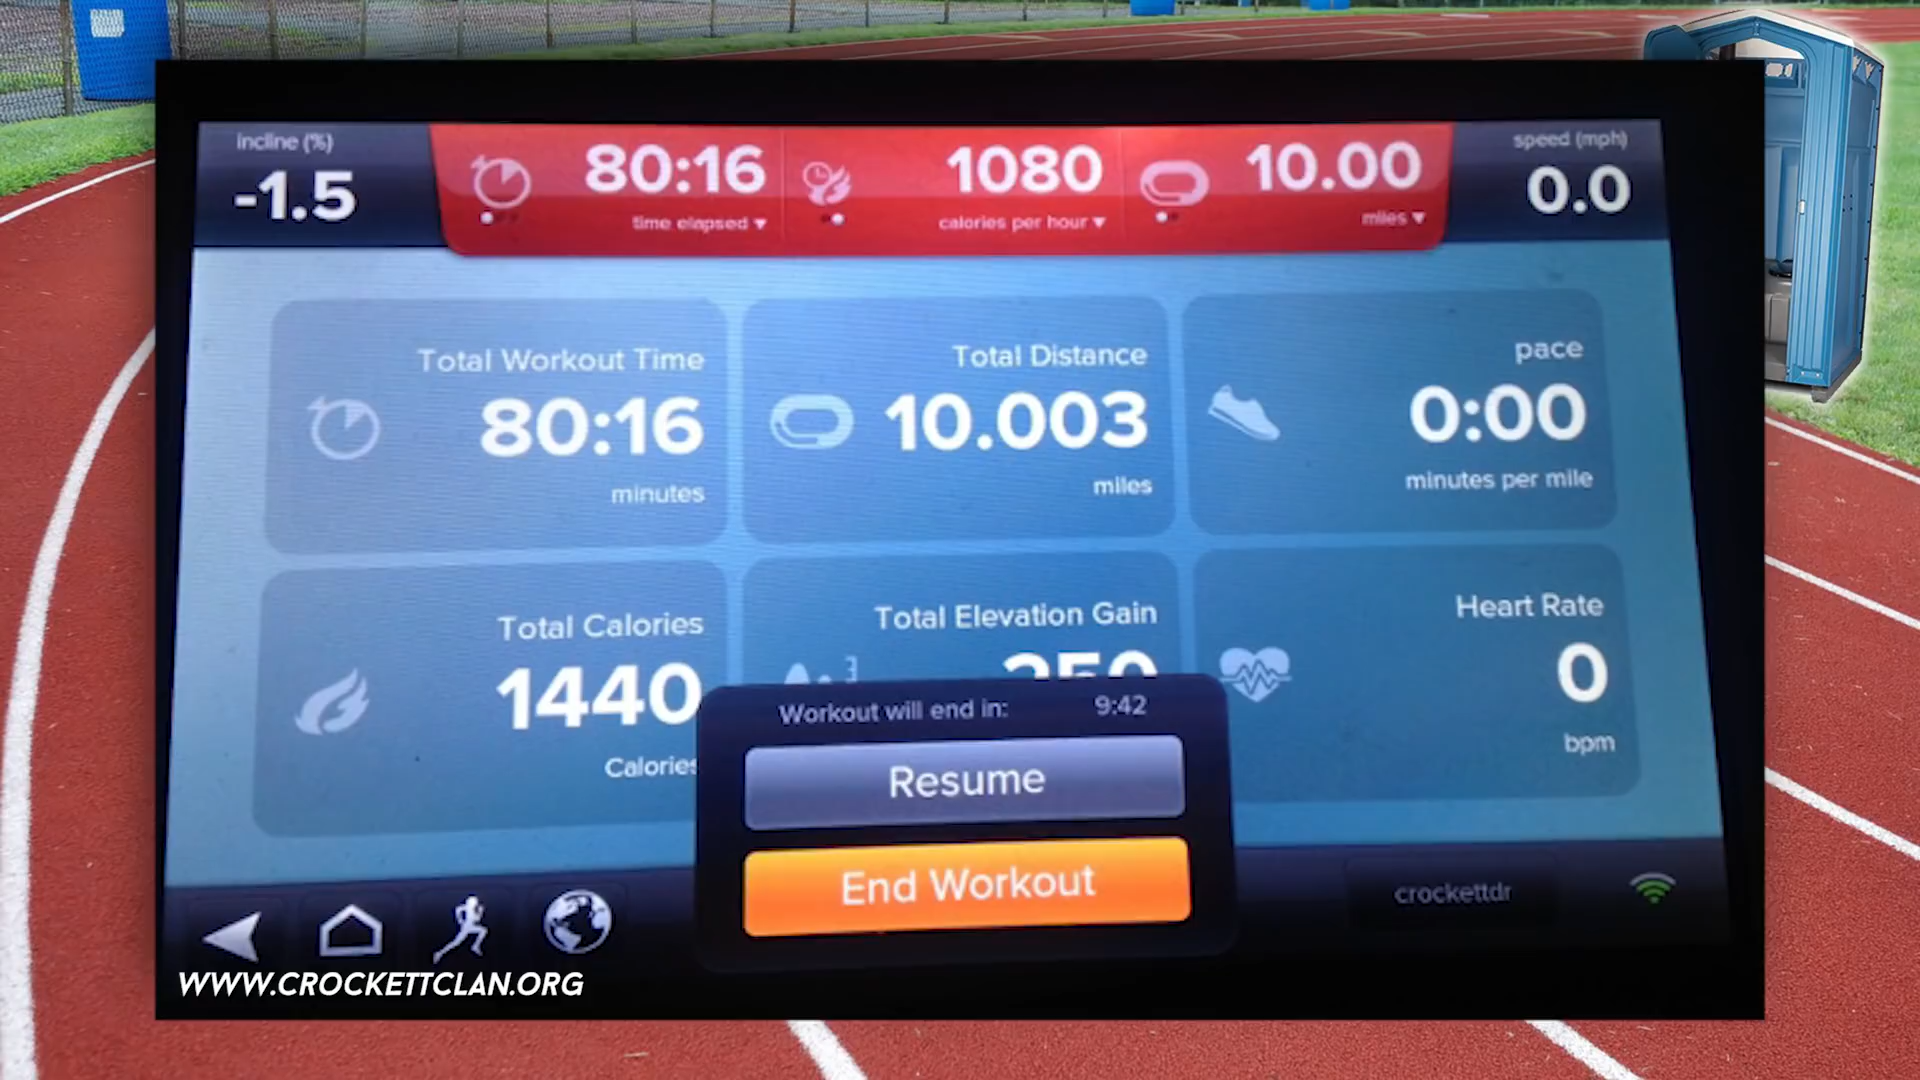 incline (%)
-1.5
80:16
time elapsed
1080
calories per hour
10.00
miles
speed (mph)
0.0
Total Workout Time
80:16
minutes
Total Distance
10.003
miles
pace
0:00
minutes per mile
Total Calories
1440
Calories
Total Elevation Gain
Heart Rate
0
bpm
Workout will end in: 9:42
Resume
End Workout
crockettdr
WWW.CROCKETTCLAN.ORG